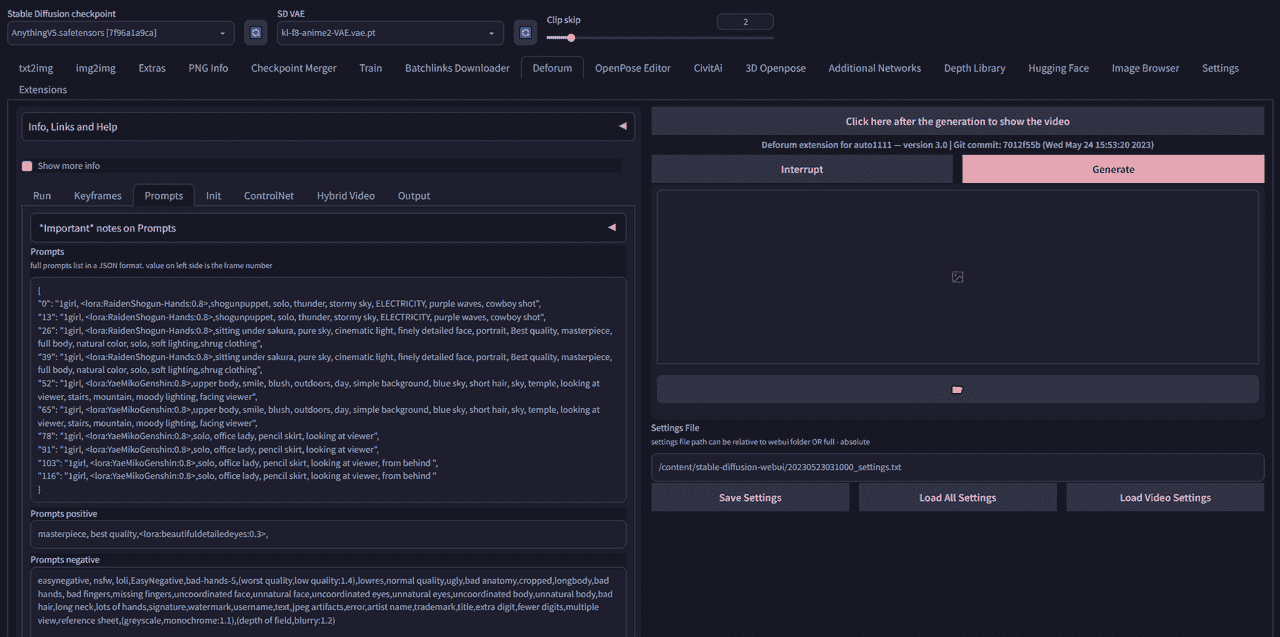 Stable Diffusion checkpoint
SD VAE
Clip skip
2
AnythingV5.safetensors [7f96a1a9ca]
kl-f8-anime2-VAE.vae.pt
txt2img
img2img
Extras
PNG Info
Checkpoint Merger
Train
Batchlinks Downloader
Deforum
OpenPose Editor
CivitAi
3D Openpose
Additional Networks
Depth Library
Hugging Face
Image Browser
Settings
Extensions
Info, Links and Help
Show more info
Run
Keyframes
Prompts
Init
ControlNet
Hybrid Video
Output
*Important* notes on Prompts
Prompts
full prompts list in a JSON format. value on left side is the frame number
{
"0": "1girl, <lora:RaidenShogun-Hands:0.8>,shogunpuppet, solo, thunder, stormy sky, ELECTRICITY, purple waves, cowboy shot",
"13": "1girl, <lora:RaidenShogun-Hands:0.8>,shogunpuppet, solo, thunder, stormy sky, ELECTRICITY, purple waves, cowboy shot",
"26": "1girl, <lora:RaidenShogun-Hands:0.8>,sitting under sakura, pure sky, cinematic light, finely detailed face, portrait, Best quality, masterpiece,
full body, natural color, solo, soft lighting,shrug clothing",
"39": "1girl, <lora:RaidenShogun-Hands:0.8>,sitting under sakura, pure sky, cinematic light, finely detailed face, portrait, Best quality, masterpiece,
full body, natural color, solo, soft lighting,shrug clothing",
"52": "1girl, <lora:YaeMikoGenshin:0.8>,upper body, smile, blush, outdoors, day, simple background, blue sky, short hair, sky, temple, looking at
viewer, stairs, mountain, moody lighting, facing viewer",
"65": "1girl, <lora:YaeMikoGenshin:0.8>,upper body, smile, blush, outdoors, day, simple background, blue sky, short hair, sky, temple, looking at
viewer, stairs, mountain, moody lighting, facing viewer",
"78": "1girl, <lora:YaeMikoGenshin:0.8>,solo, office lady, pencil skirt, looking at viewer",
"91": "1girl, <lora:YaeMikoGenshin:0.8>,solo, office lady, pencil skirt, looking at viewer",
"103": "1girl, <lora:YaeMikoGenshin:0.8>,solo, office lady, pencil skirt, looking at viewer, from behind ",
"116": "1girl, <lora:YaeMikoGenshin:0.8>,solo, office lady, pencil skirt, looking at viewer, from behind "
}
Prompts positive
masterpiece, best quality,<lora:beautifuldetailedeyes:0.3>,
Prompts negative
easynegative, nsfw, loli,EasyNegative,bad-hands-5,(worst quality,low quality:1.4),lowres,normal quality,ugly,bad anatomy,cropped,longbody,bad
hands, bad fingers,missing fingers,uncoordinated face,unnatural face,uncoordinated eyes,unnatural eyes,uncoordinated body,unnatural body,bad
hair,long neck,lots of hands,signature,watermark,username,text,jpeg artifacts,error,artist name,trademark,title,extra digit,fewer digits,multiple
view,reference sheet,(greyscale,monochrome:1.1),(depth of field,blurry:1.2)
Click here after the generation to show the video
Deforum extension for auto1111 — version 3.0 | Git commit: 7012f55b (Wed May 24 15:53:20 2023)
Interrupt
Generate
Settings File
settings file path can be relative to webui folder OR full - absolute
/content/stable-diffusion-webui/20230523031000_settings.txt
Save Settings
Load All Settings
Load Video Settings